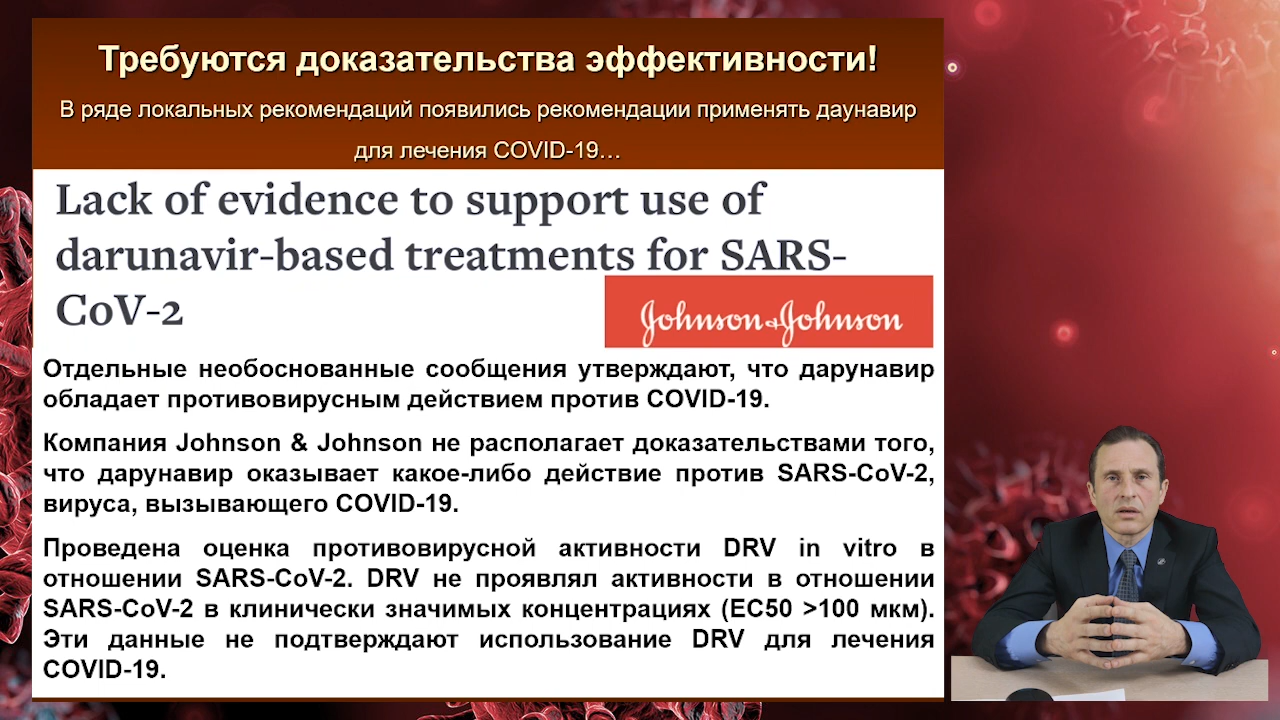 Требуются доказательства эффективности!
В ряде локальных рекомендаций появились рекомендации применять даунавир
для лечения COVID-19…
Lack of evidence to support use of
darunavir-based treatments for SARS-
CoV-2
Johnson & Johnson
Отдельные необоснованные сообщения утверждают, что дарунавир
обладает противовирусным действием против COVID-19.
Компания Johnson & Johnson не располагает доказательствами того,
что дарунавир оказывает какое-либо действие против SARS-CoV-2,
вируса, вызывающего COVID-19.
Проведена оценка противовирусной активности DRV in vitro в
отношении SARS-CoV-2. DRV не проявлял активности в отношении
SARS-CoV-2 в клинически значимых концентрациях (EC50 >100 мкм).
Эти данные не подтверждают использование DRV для лечения
COVID-19.